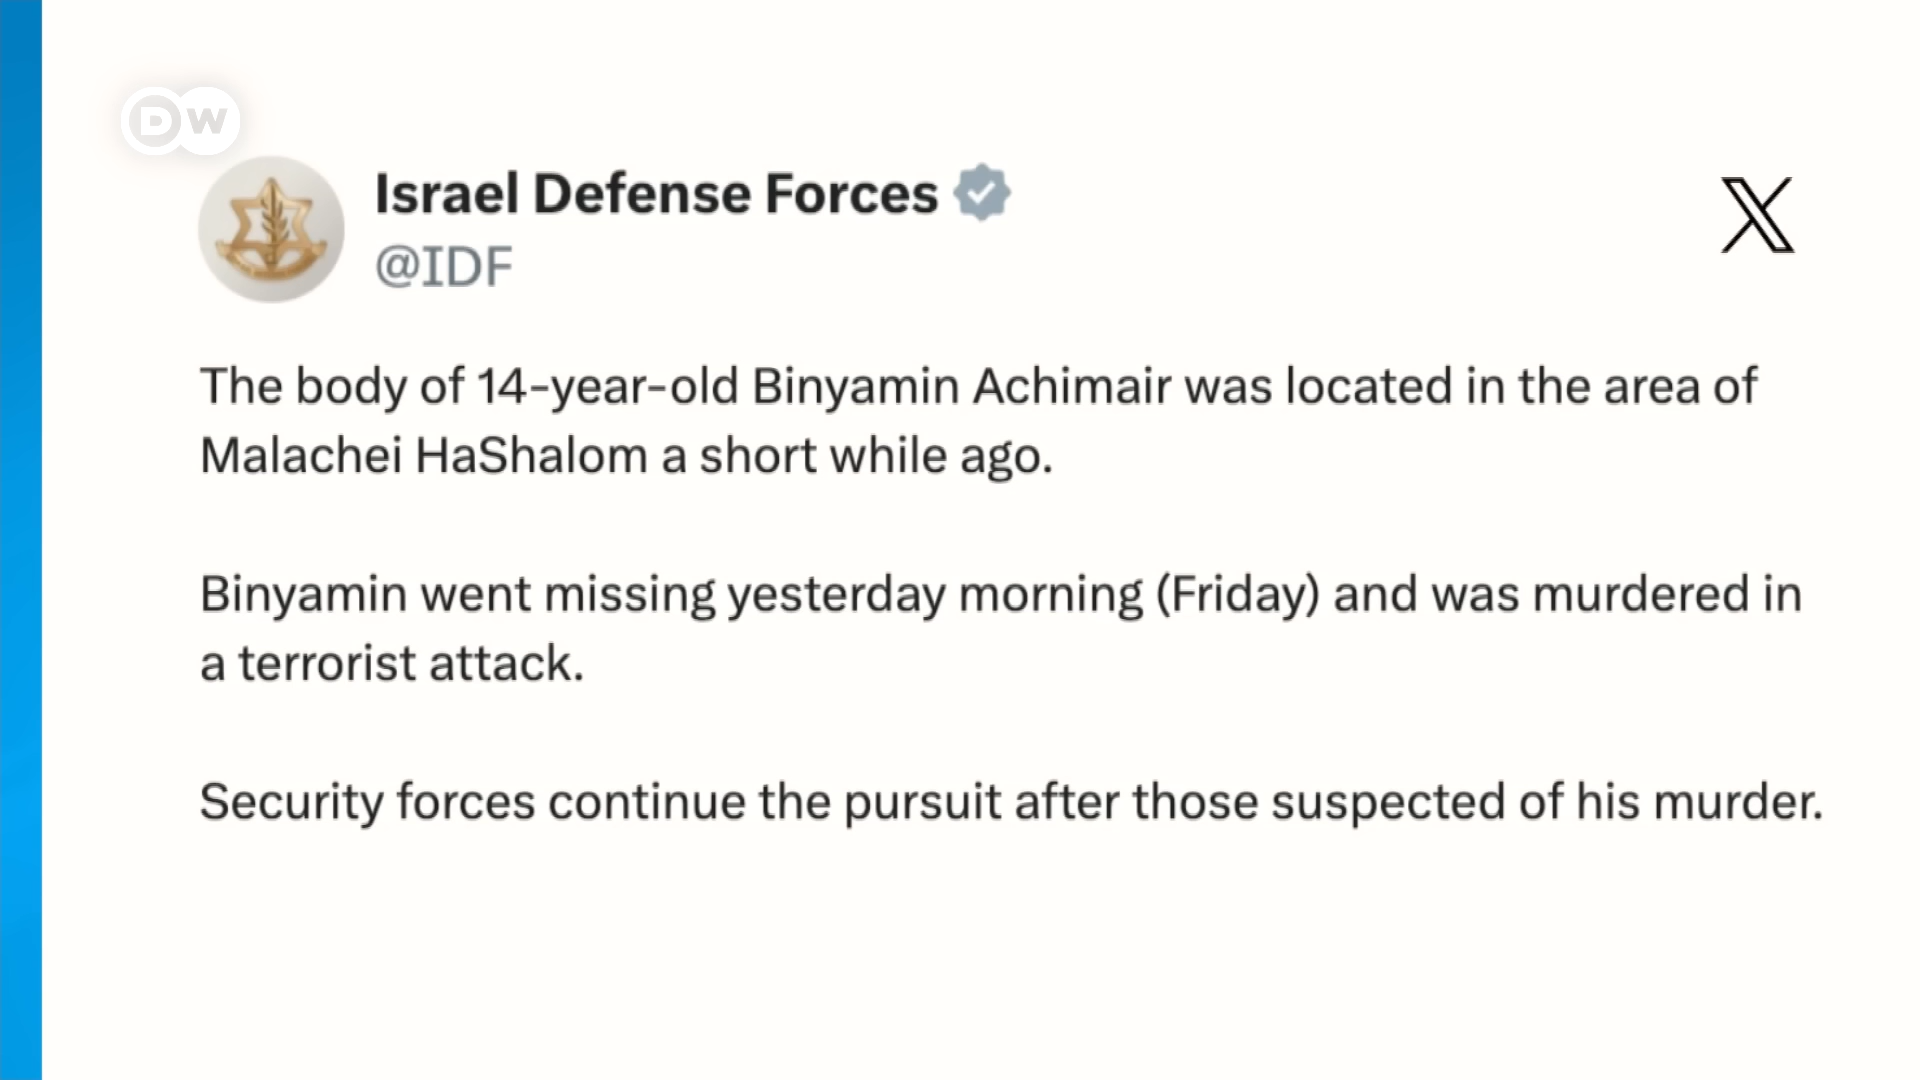 DW
Israel Defense Forces
@IDF
X
The body of 14-year-old Binyamin Achimair was located in the area of
Malachei HaShalom a short while ago.
Binyamin went missing yesterday morning (Friday) and was murdered in
a terrorist attack.
Security forces continue the pursuit after those suspected of his murder.